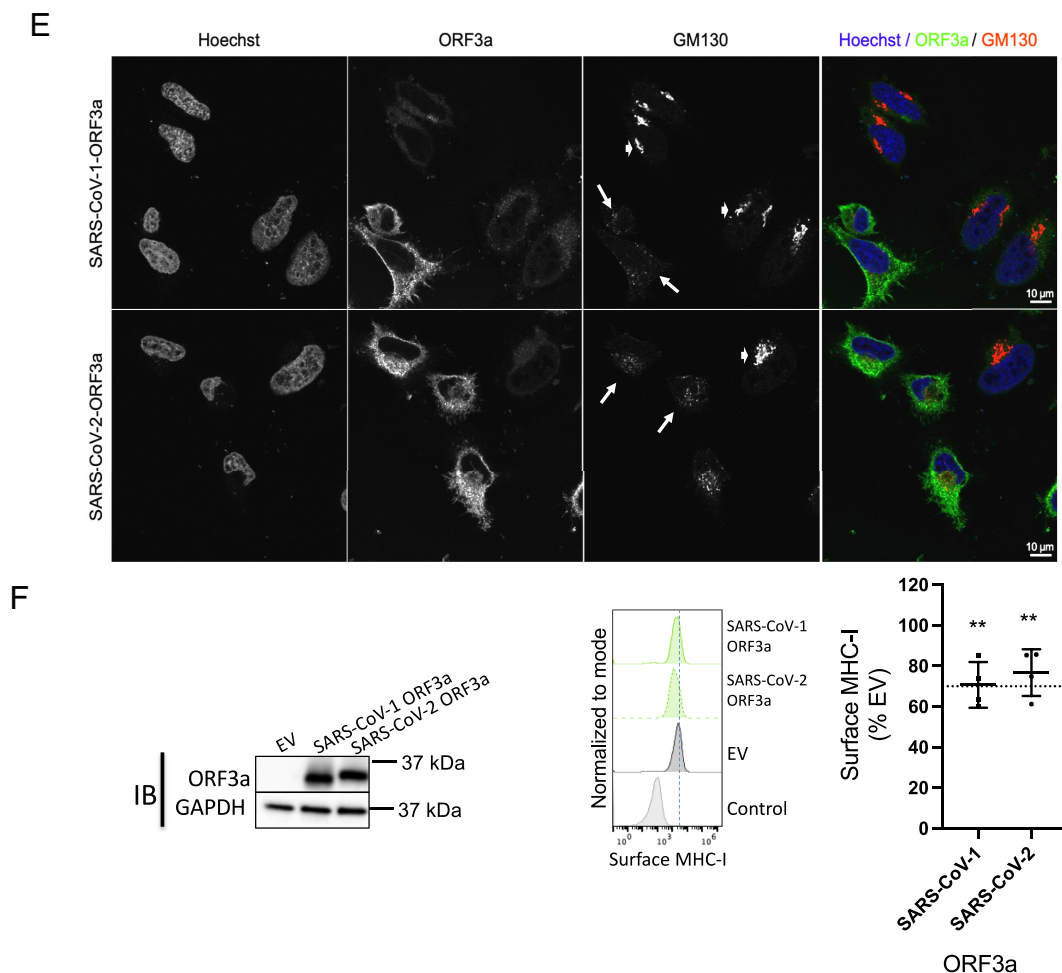 E
Hoechst
ORF3a
GM130
Hoechst / ORF3a / GM130
SARS-CoV-1-ORF3a
10 µm
SARS-CoV-2-ORF3a
10 µm
F
EV
SARS-CoV-1 ORF3a
SARS-CoV-2 ORF3a
IB
ORF3a
37 kDa
GAPDH
37 kDa
Normalized to mode
SARS-CoV-1
ORF3a
SARS-CoV-2
ORF3a
EV
Control
10⁰ 10³ 10⁶
Surface MHC-I
Surface MHC-I
(% EV)
120
100
80
60
40
20
0
** **
SARS-CoV-1
SARS-CoV-2
ORF3a